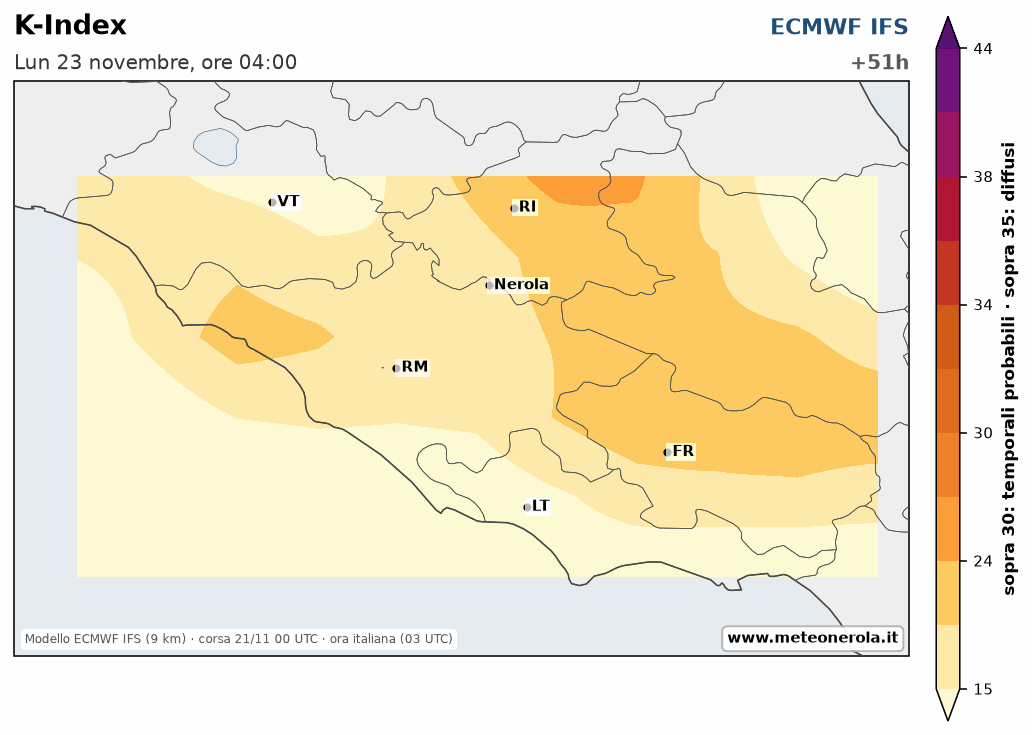 K-Index
ECMWF IFS
Lun 23 novembre, ore 04:00
+51h
VT
RI
Nerola
RM
FR
LT
Modello ECMWF IFS (9 km) · corsa 21/11 00 UTC · ora italiana (03 UTC)
www.meteonerola.it
44
38
34
30
24
15
sopra 30: temporali probabili · sopra 35: diffusi